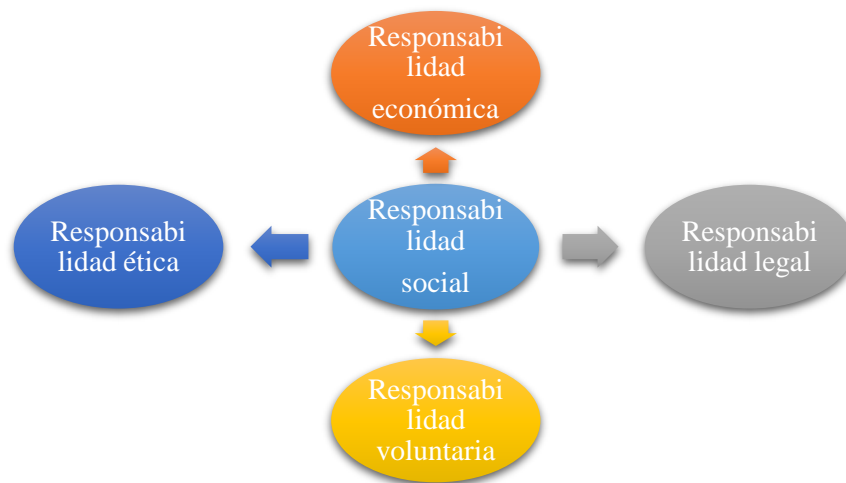 Responsabi
lidad
económica
Responsabi
lidad ética
Responsabi
lidad
social
Responsabi
lidad legal
Responsabi
lidad
voluntaria